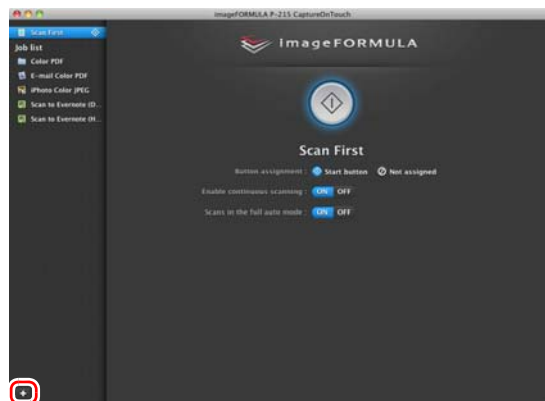 imageFORMULA P-215 CaptureOnTouch
Scan First
Job list
Color PDF
E-mail Color PDF
iPhoto Color JPEG
Scan to Evernote (D...
Scan to Evernote (H...
imageFORMULA
Scan First
Button assignment : Start button Not assigned
Enable continuous scanning : ON OFF
Scans in the full auto mode : ON OFF